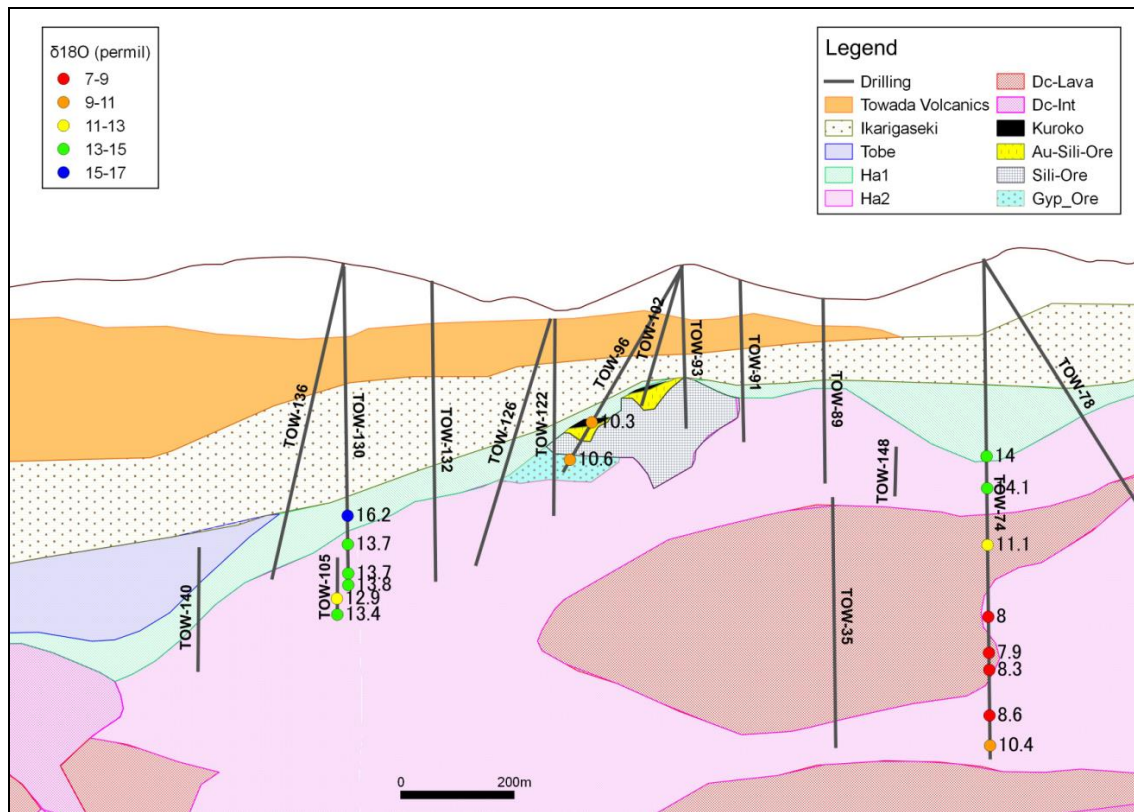 δ18O (permil)
7-9
9-11
11-13
13-15
15-17
Legend
Drilling
Towada Volcanics
Ikarigaseki
Tobe
Ha1
Ha2
Dc-Lava
Dc-Int
Kuroko
Au-Sili-Ore
Sili-Ore
Gyp_Ore
TOW-136
TOW-130
TOW-132
TOW-126
TOW-122
TOW-96
TOW-102
TOW-93
TOW-91
TOW-89
TOW-148
TOW-78
TOW-74
TOW-35
TOW-105
TOW-140
10.3
10.6
16.2
13.7
13.7
13.8
12.9
13.4
14
14.1
11.1
8
7.9
8.3
8.6
10.4
0 200m